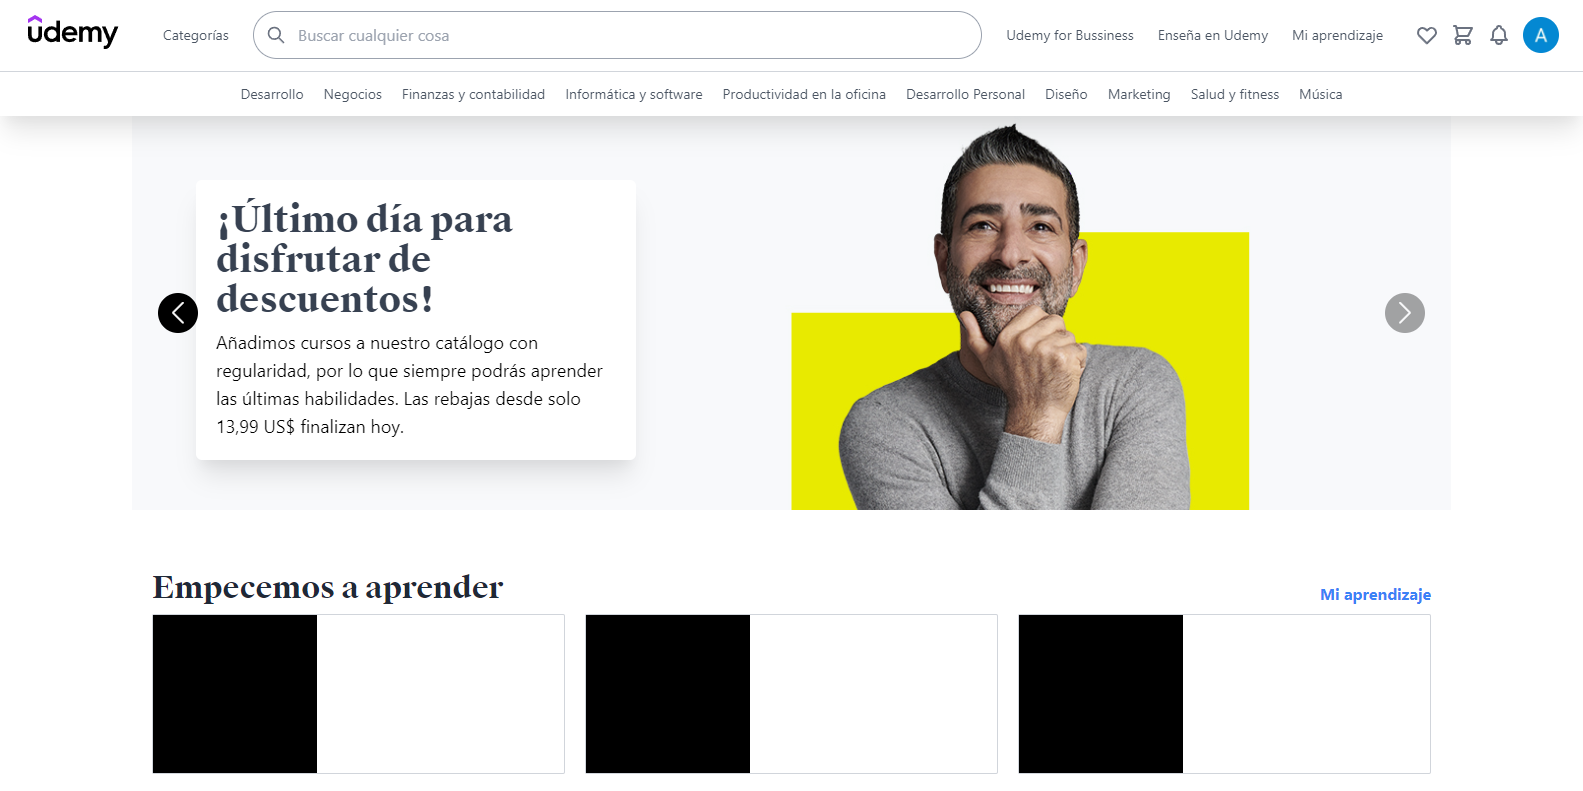 udemy
Categorías
Buscar cualquier cosa
Udemy for Bussiness
Enseña en Udemy
Mi aprendizaje
A
Desarrollo
Negocios
Finanzas y contabilidad
Informática y software
Productividad en la oficina
Desarrollo Personal
Diseño
Marketing
Salud y fitness
Música
¡Último día para
disfrutar de
descuentos!
Añadimos cursos a nuestro catálogo con
regularidad, por lo que siempre podrás aprender
las últimas habilidades. Las rebajas desde solo
13,99 US$ finalizan hoy.
Empecemos a aprender
Mi aprendizaje